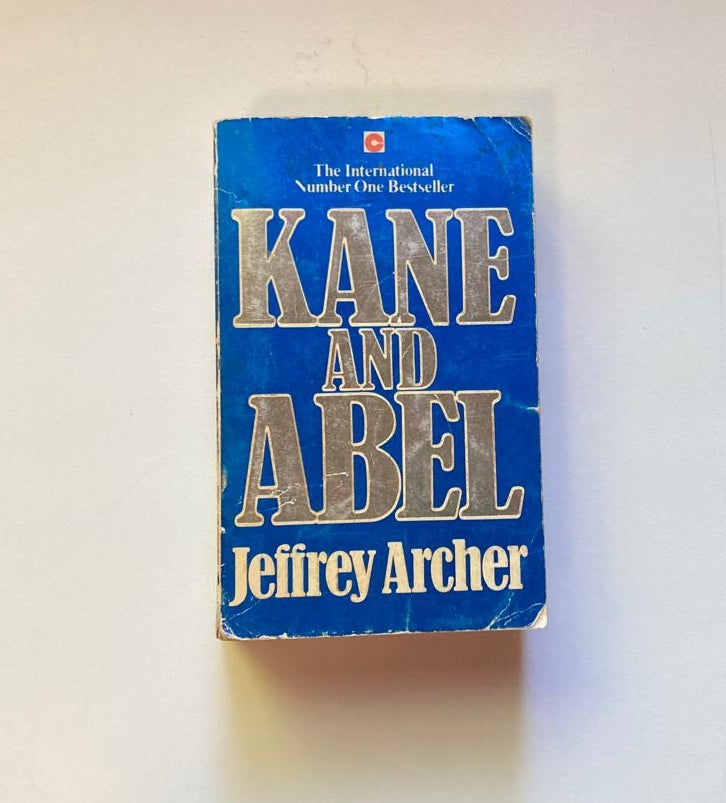 The International
Number One Bestseller
KANE
AND
ABEL
Jeffrey Archer